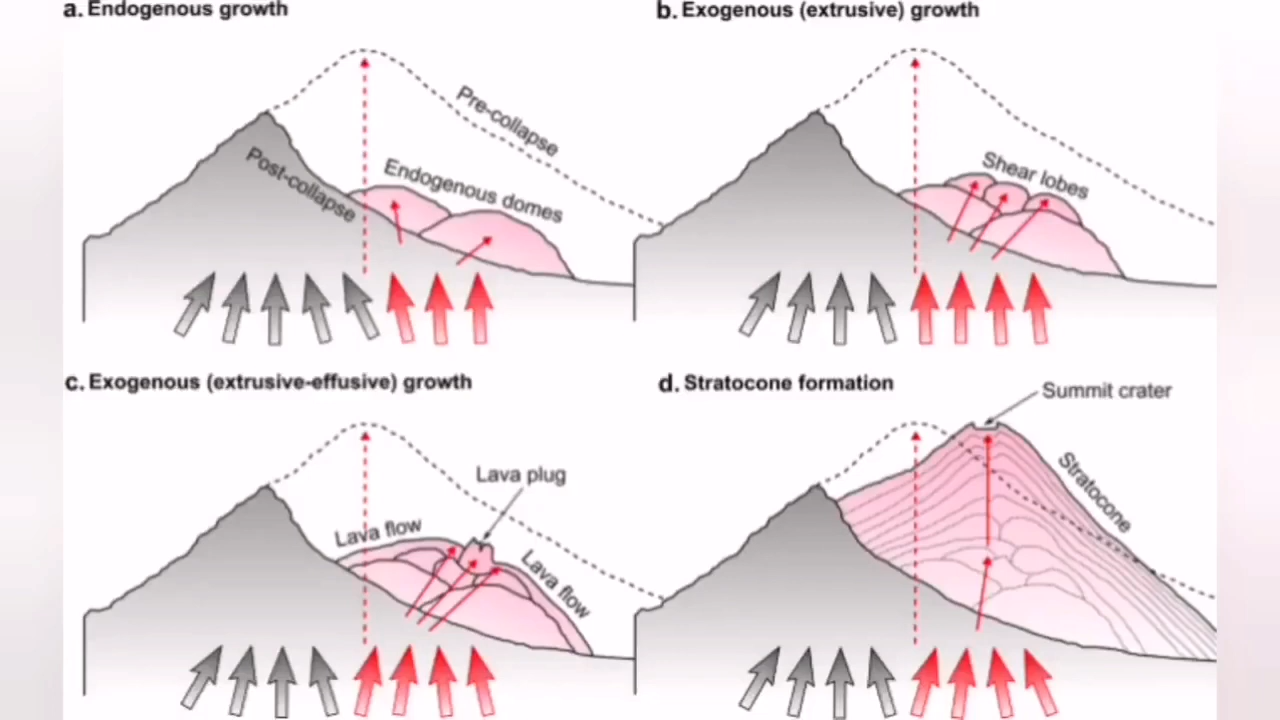 a. Endogenous growth
Pre-collapse
Post-collapse
Endogenous domes
b. Exogenous (extrusive) growth
Shear lobes
c. Exogenous (extrusive-effusive) growth
Lava plug
Lava flow
Lava flow
d. Stratocone formation
Summit crater
Stratocone